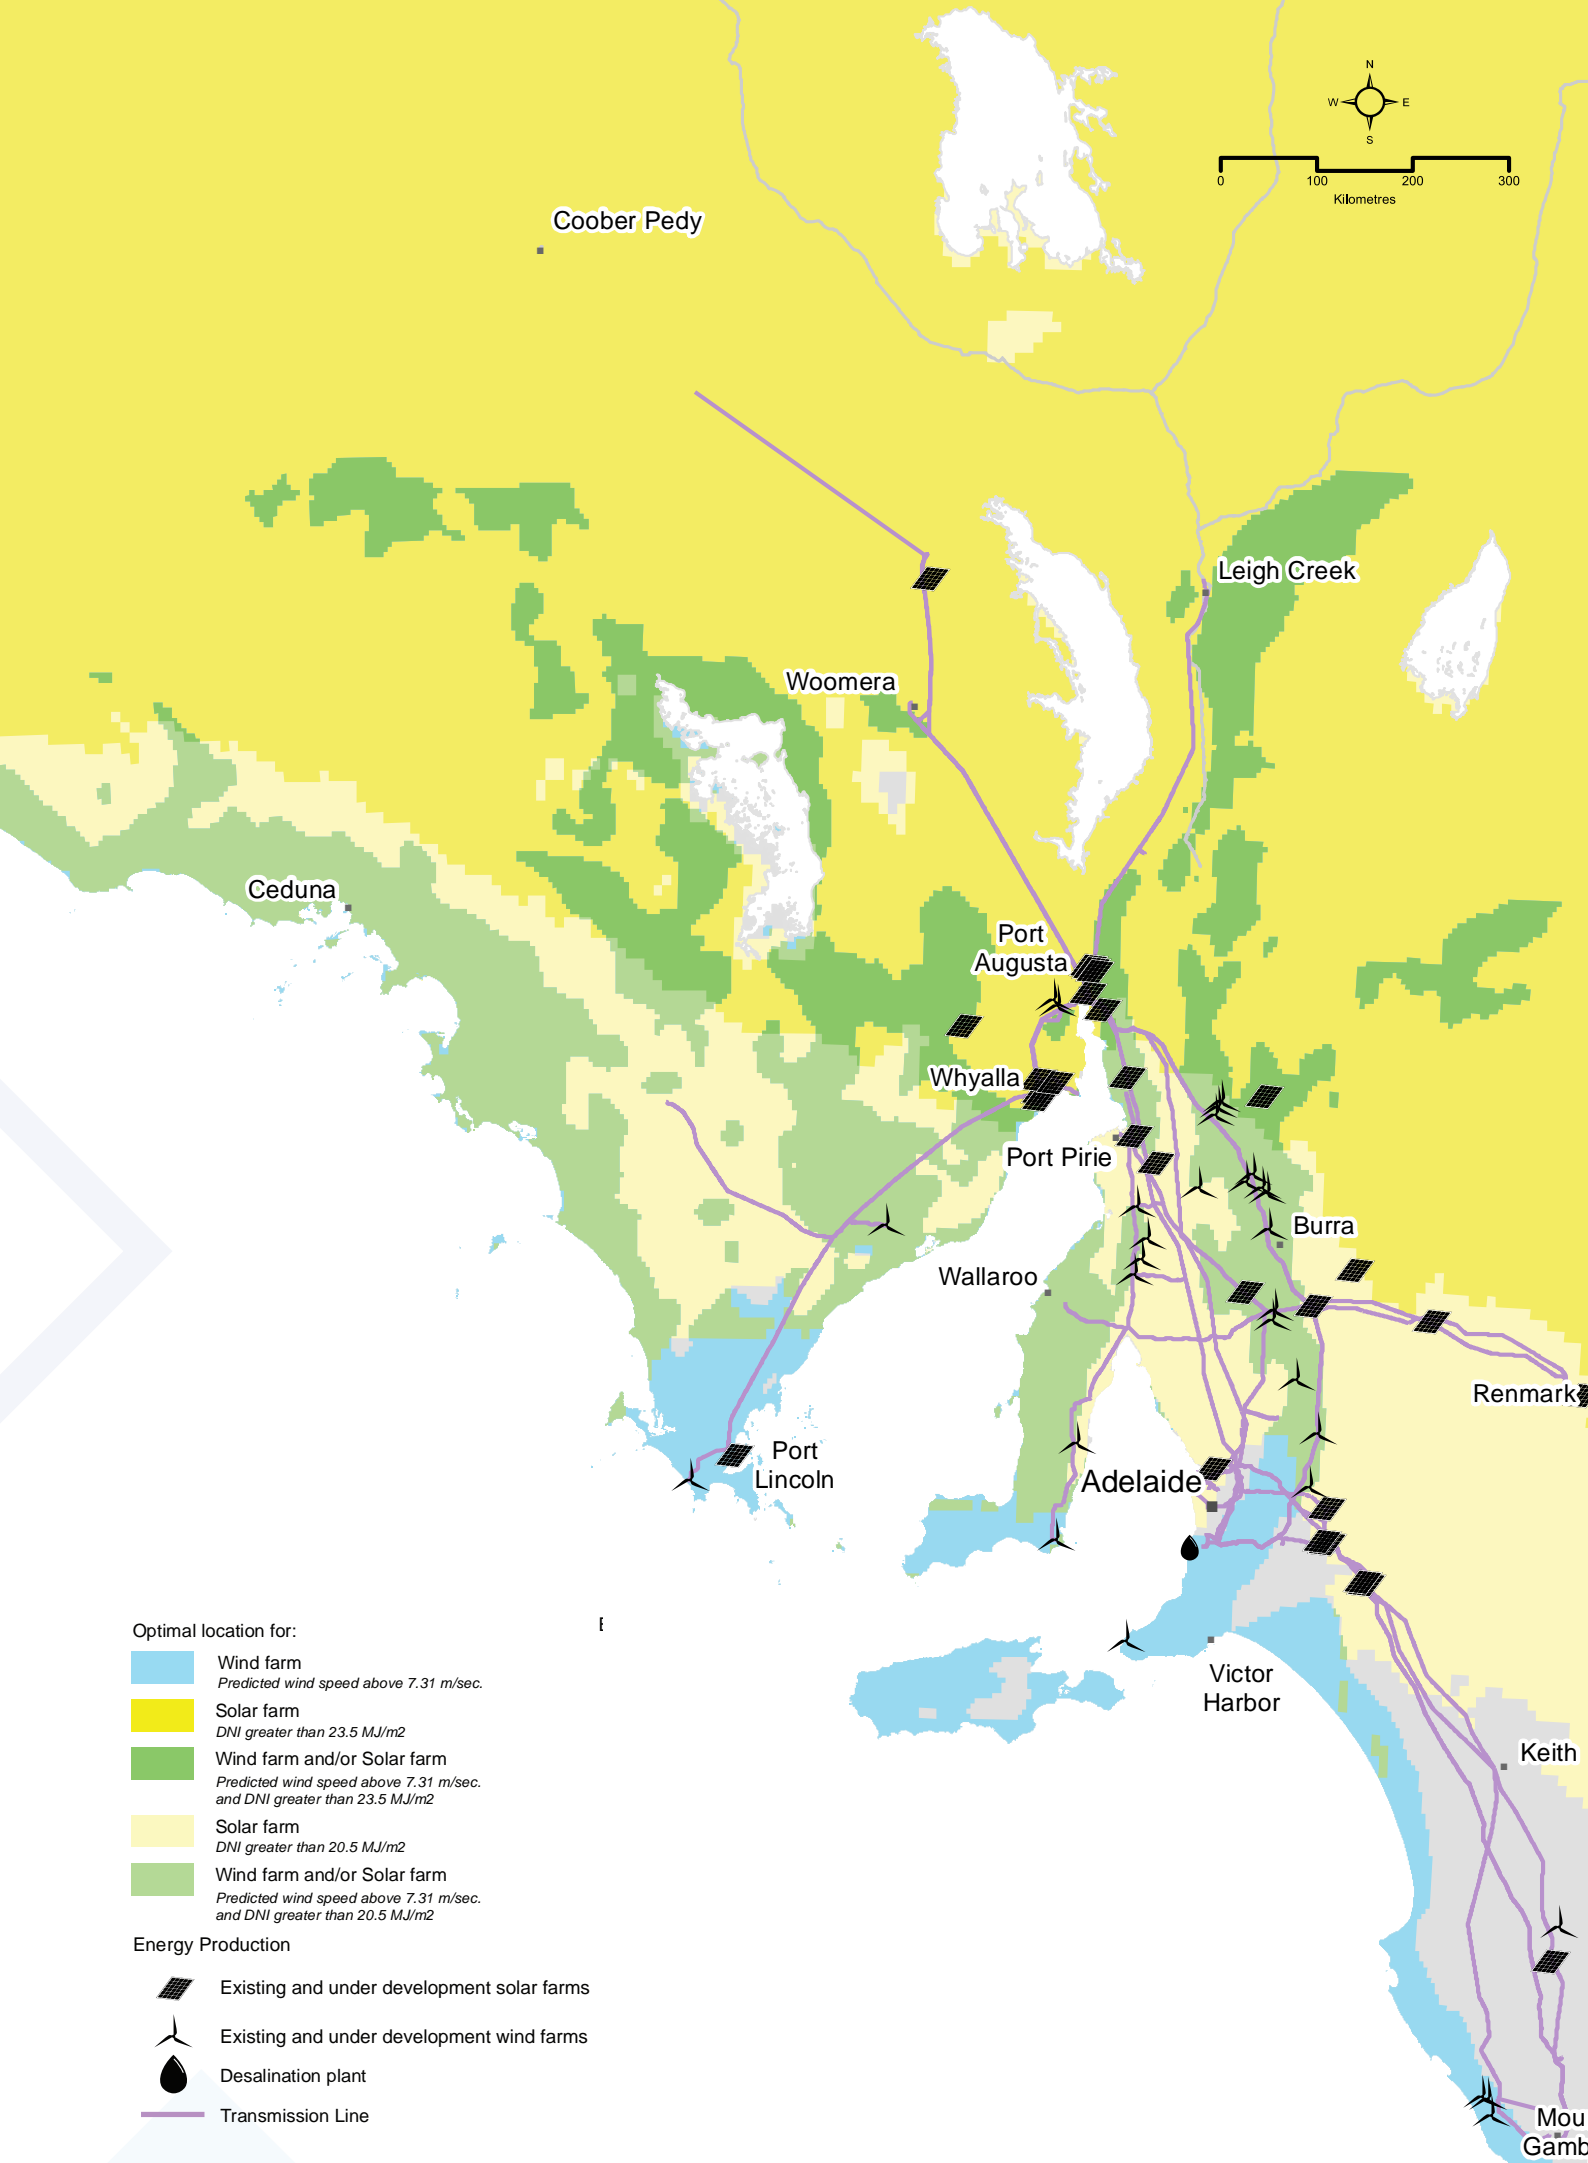 N
W E
S
0 100 200 300
Kilometres
Coober Pedy
Leigh Creek
Woomera
Ceduna
Port
Augusta
Whyalla
Port Pirie
Burra
Wallaroo
Renmark
Port
Lincoln
Adelaide
Victor
Harbor
Keith
Mou
Gamb
Optimal location for:
Wind farm
Predicted wind speed above 7.31 m/sec.
Solar farm
DNI greater than 23.5 MJ/m2
Wind farm and/or Solar farm
Predicted wind speed above 7.31 m/sec.
and DNI greater than 23.5 MJ/m2
Solar farm
DNI greater than 20.5 MJ/m2
Wind farm and/or Solar farm
Predicted wind speed above 7.31 m/sec.
and DNI greater than 20.5 MJ/m2
Energy Production
Existing and under development solar farms
Existing and under development wind farms
Desalination plant
Transmission Line